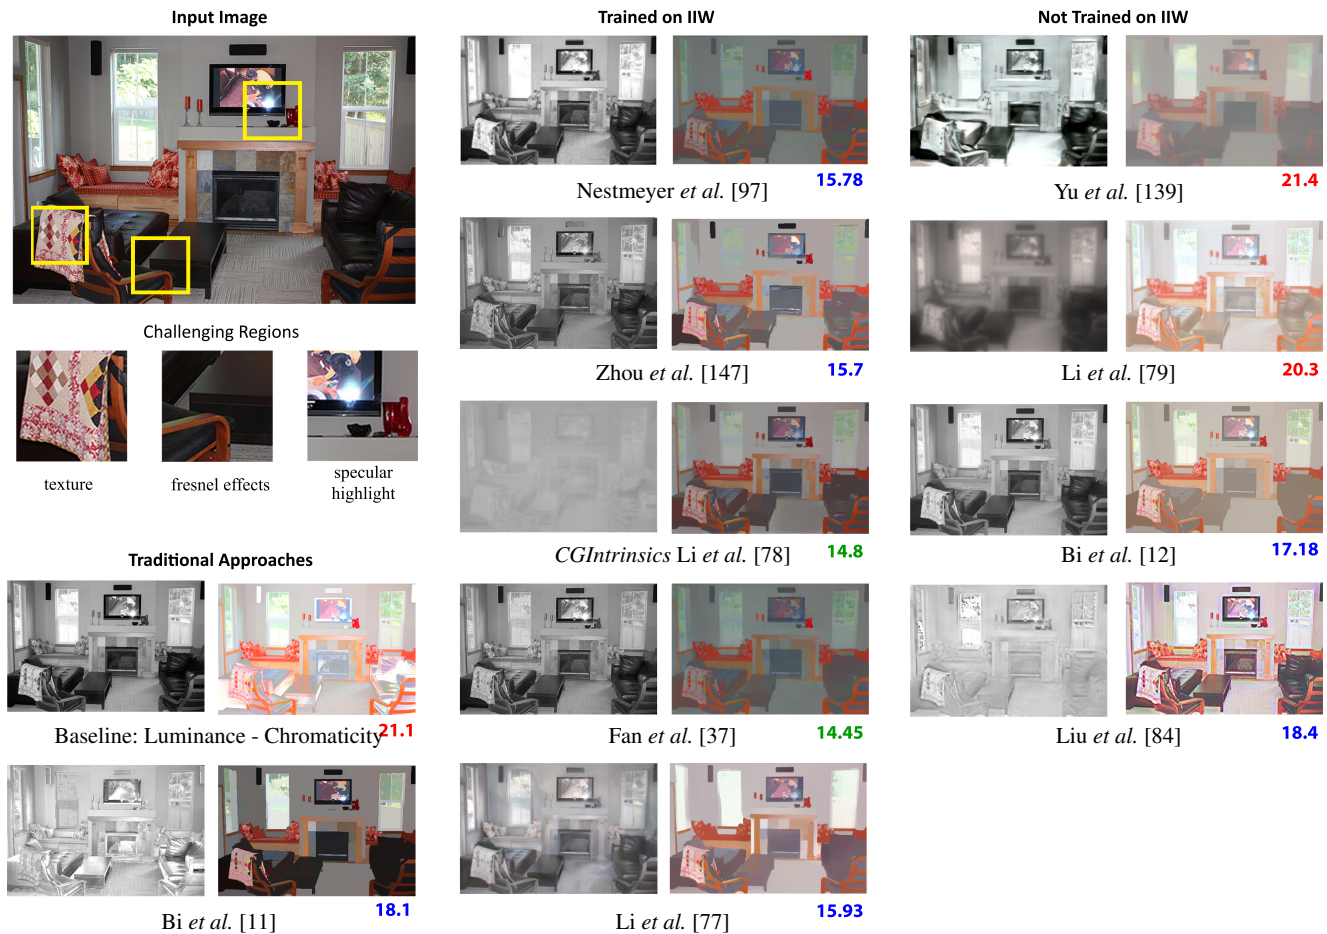 Input Image
Challenging Regions
texture
fresnel effects
specular
highlight
Traditional Approaches
21.1
Baseline: Luminance - Chromaticity
18.1
Bi et al. [11]
Trained on IIW
15.78
Nestmeyer et al. [97]
15.7
Zhou et al. [147]
14.8
CGIntrinsics Li et al. [78]
14.45
Fan et al. [37]
15.93
Li et al. [77]
Not Trained on IIW
21.4
Yu et al. [139]
20.3
Li et al. [79]
17.18
Bi et al. [12]
18.4
Liu et al. [84]